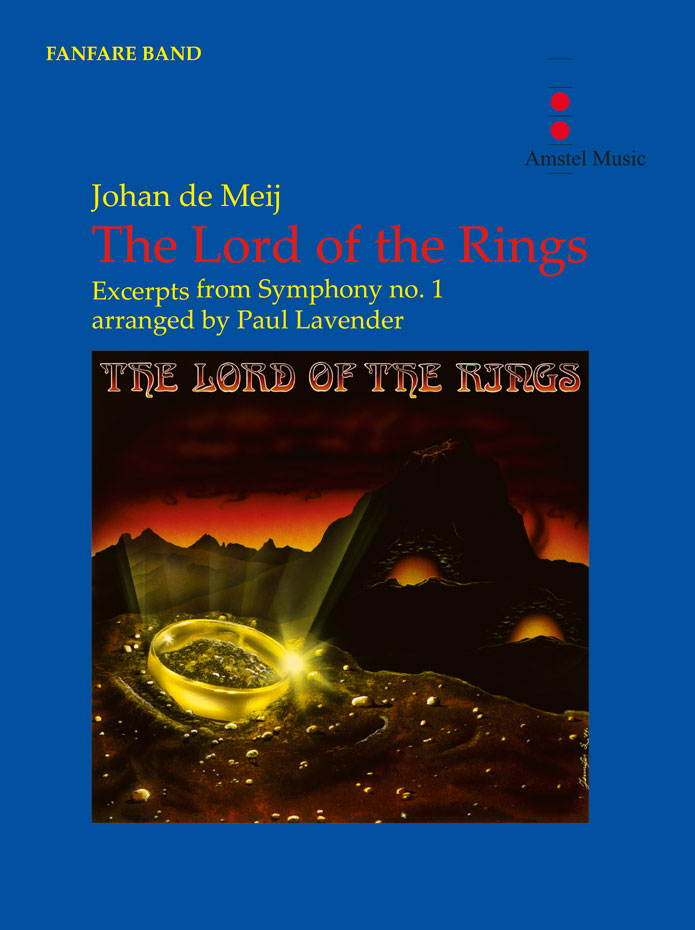 FANFARE BAND
Amstel Music
Johan de Meij
The Lord of the Rings
Excerpts from Symphony no. 1
arranged by Paul Lavender
THE LORD OF THE RINGS